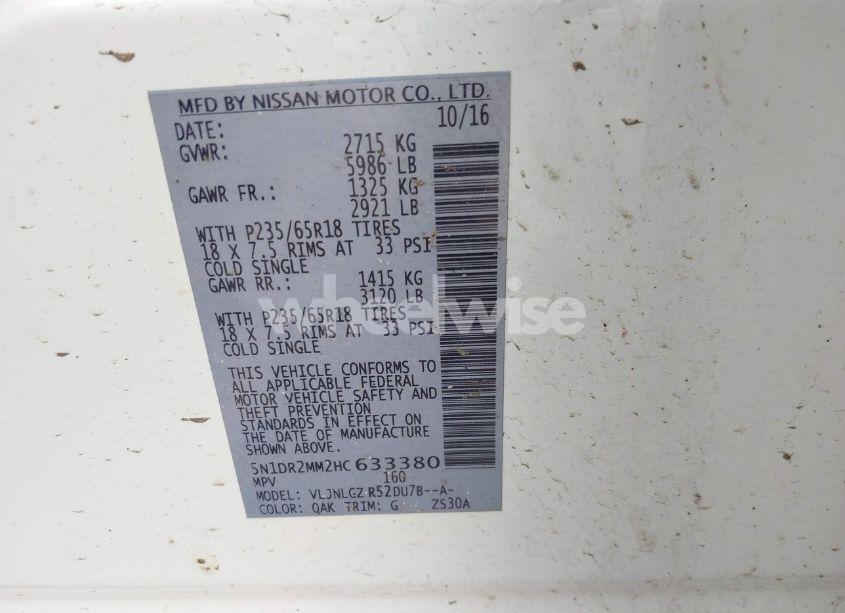 MFD BY NISSAN MOTOR CO., LTD.
DATE: 10/16
GVWR: 2715 KG
5986 LB
GAWR FR.: 1325 KG
2921 LB
WITH P235/65R18 TIRES
18 X 7.5 RIMS AT 33 PSI
COLD SINGLE
GAWR RR.: 1415 KG
3120 LB
WITH P235/65R18 TIRES
18 X 7.5 RIMS AT 33 PSI
COLD SINGLE
wheelwise
THIS VEHICLE CONFORMS TO
ALL APPLICABLE FEDERAL
MOTOR VEHICLE SAFETY AND
THEFT PREVENTION
STANDARDS IN EFFECT ON
THE DATE OF MANUFACTURE
SHOWN ABOVE.
5N1DR2MM2HC 633380
MPV 160
MODEL: VLJNLGZ R52DU7B--A-
COLOR: QAK TRIM: G ZS30A